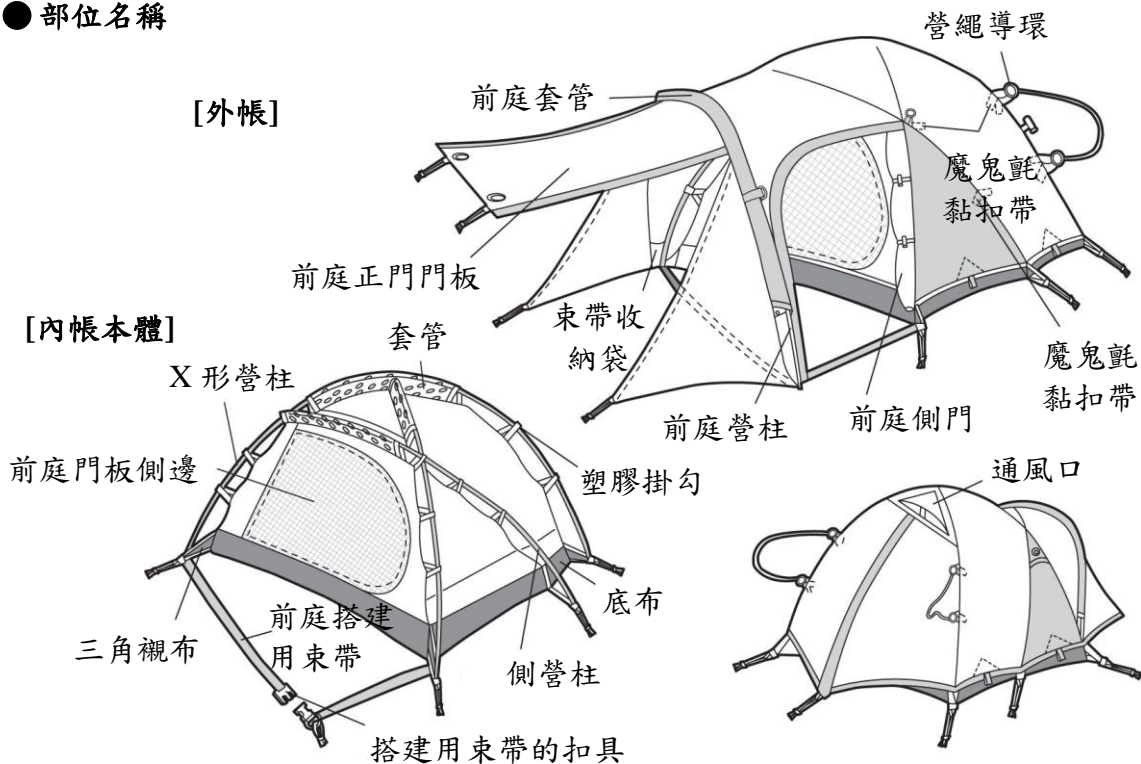 ●部位名稱
營繩導環
[外帳]
前庭套管
魔鬼氈
黏扣帶
前庭正門門板
束帶收
納袋
[內帳本體]
套管
X 形營柱
魔鬼氈
黏扣帶
前庭營柱
前庭側門
前庭門板側邊
塑膠掛勾
通風口
底布
前庭搭建
用束帶
三角襯布
側營柱
搭建用束帶的扣具